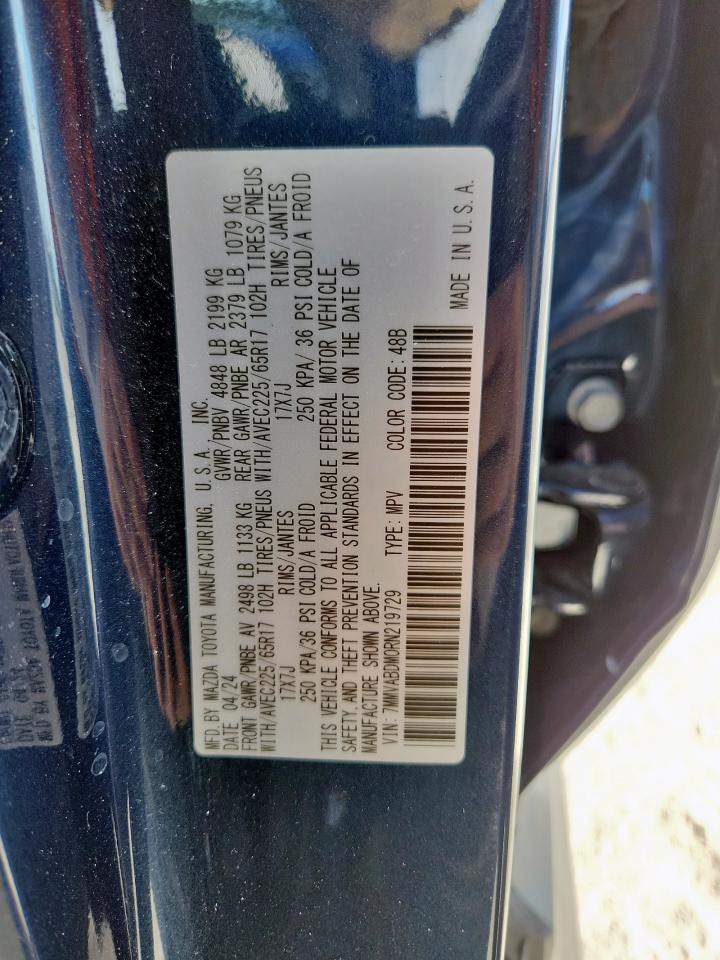 MFD.BY MAZDA TOYOTA MANUFACTURING, U.S.A., INC.
DATE 04/24 GVWR/PNBV 4848 LB 2199 KG
FRONT GAWR/PNBE AV 2498 LB 1133 KG REAR GAWR/PNBE AR 2379 LB 1079 KG
WITH/AVEC225/65R17 102H TIRES/PNEUS WITH/AVEC225/65R17 102H TIRES/PNEUS
17X7J RIMS/JANTES 17X7J RIMS/JANTES
250 KPA/36 PSI COLD/A FROID 250 KPA/ 36 PSI COLD/A FROID
THIS VEHICLE CONFORMS TO ALL APPLICABLE FEDERAL MOTOR VEHICLE
SAFETY,AND THEFT PREVENTION STANDARDS IN EFFECT ON THE DATE OF
MANUFACTURE SHOWN ABOVE.
VIN:7MMVABDM0RN219729 TYPE:MPV COLOR CODE:48B
MADE IN U.S.A.